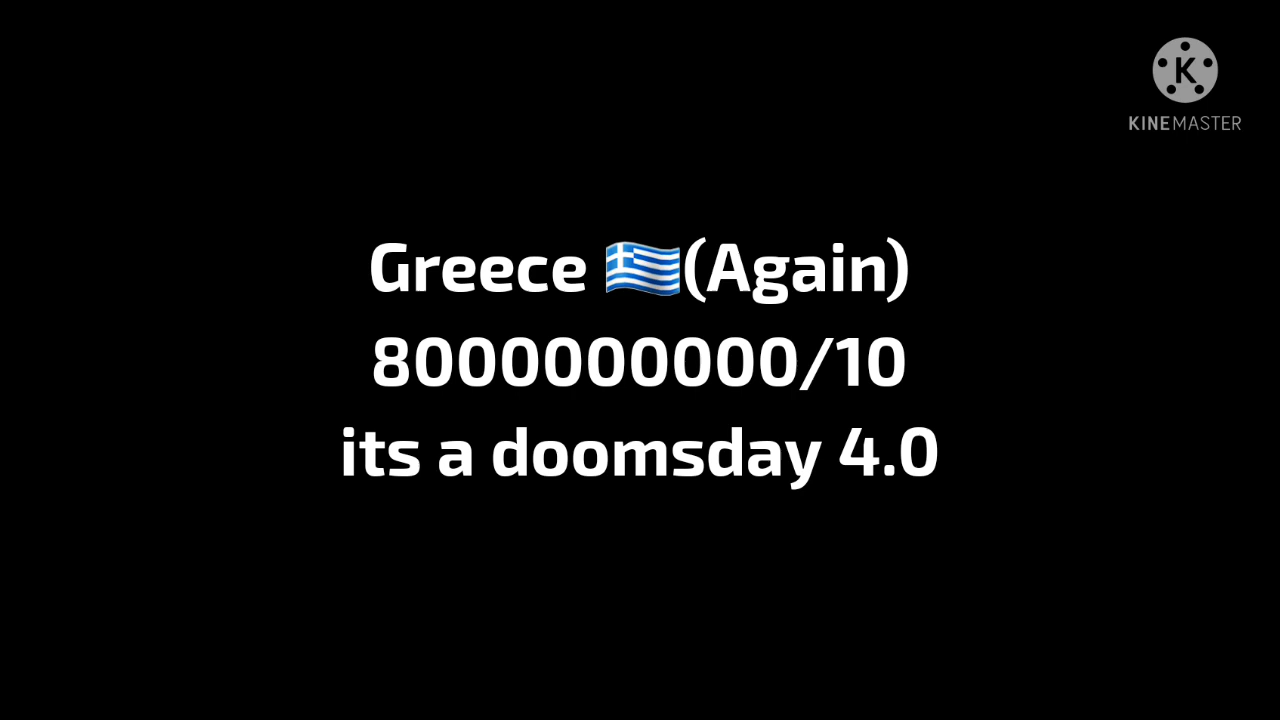 KINEMASTER
Greece 🇬🇷(Again)
8000000000/10
its a doomsday 4.0